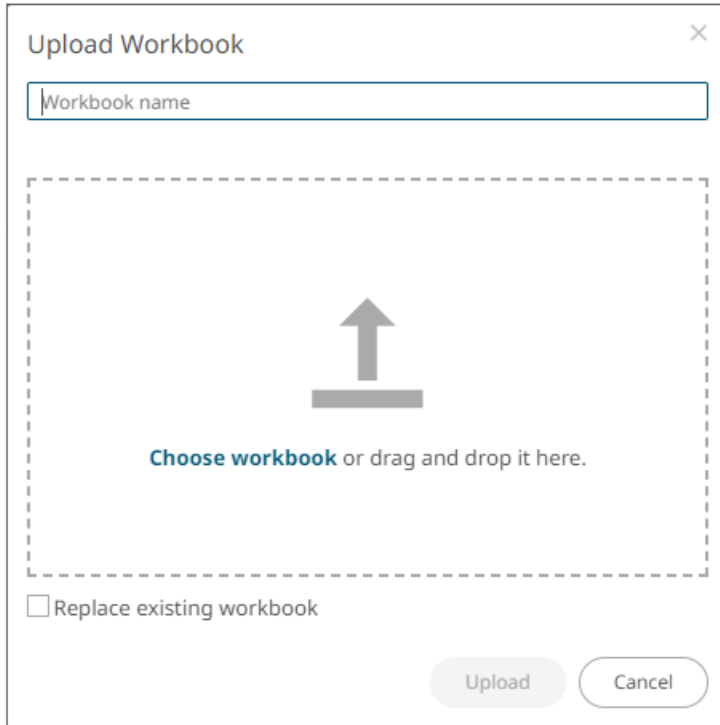 Upload Workbook
Workbook name
Choose workbook or drag and drop it here.
Replace existing workbook
Upload Cancel